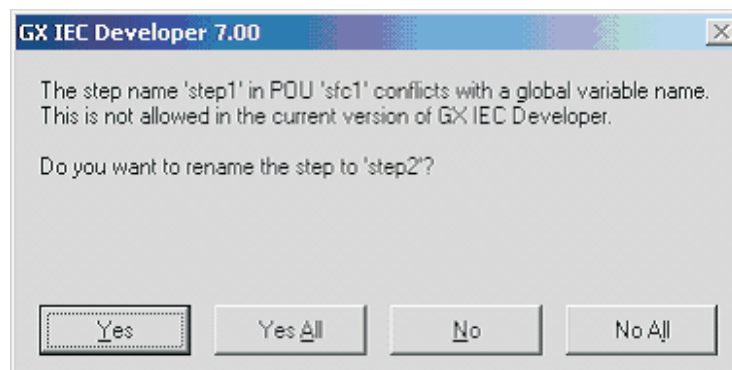 GX IEC Developer 7.00
The step name 'step1' in POU 'sfc1' conflicts with a global variable name.
This is not allowed in the current version of GX IEC Developer.
Do you want to rename the step to 'step2'?
Yes
Yes All
No
No All